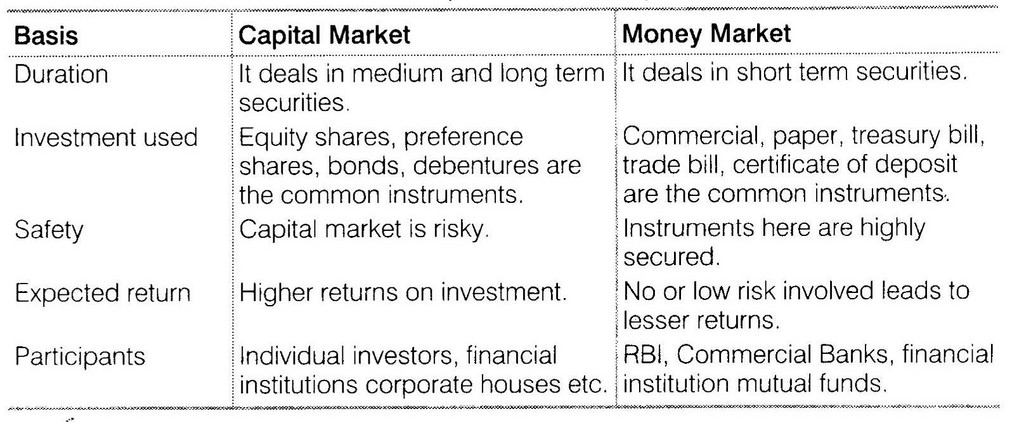 Basis Capital Market Money Market
Duration It deals in medium and long term It deals in short term securities.
securities.
Investment used Equity shares, preference Commercial, paper, treasury bill,
shares, bonds, debentures are trade bill, certificate of deposit
the common instruments. are the common instruments.
Safety Capital market is risky. Instruments here are highly
secured.
Expected return Higher returns on investment. No or low risk involved leads to
lesser returns.
Participants Individual investors, financial RBI, Commercial Banks, financial
institutions corporate houses etc. institution mutual funds.